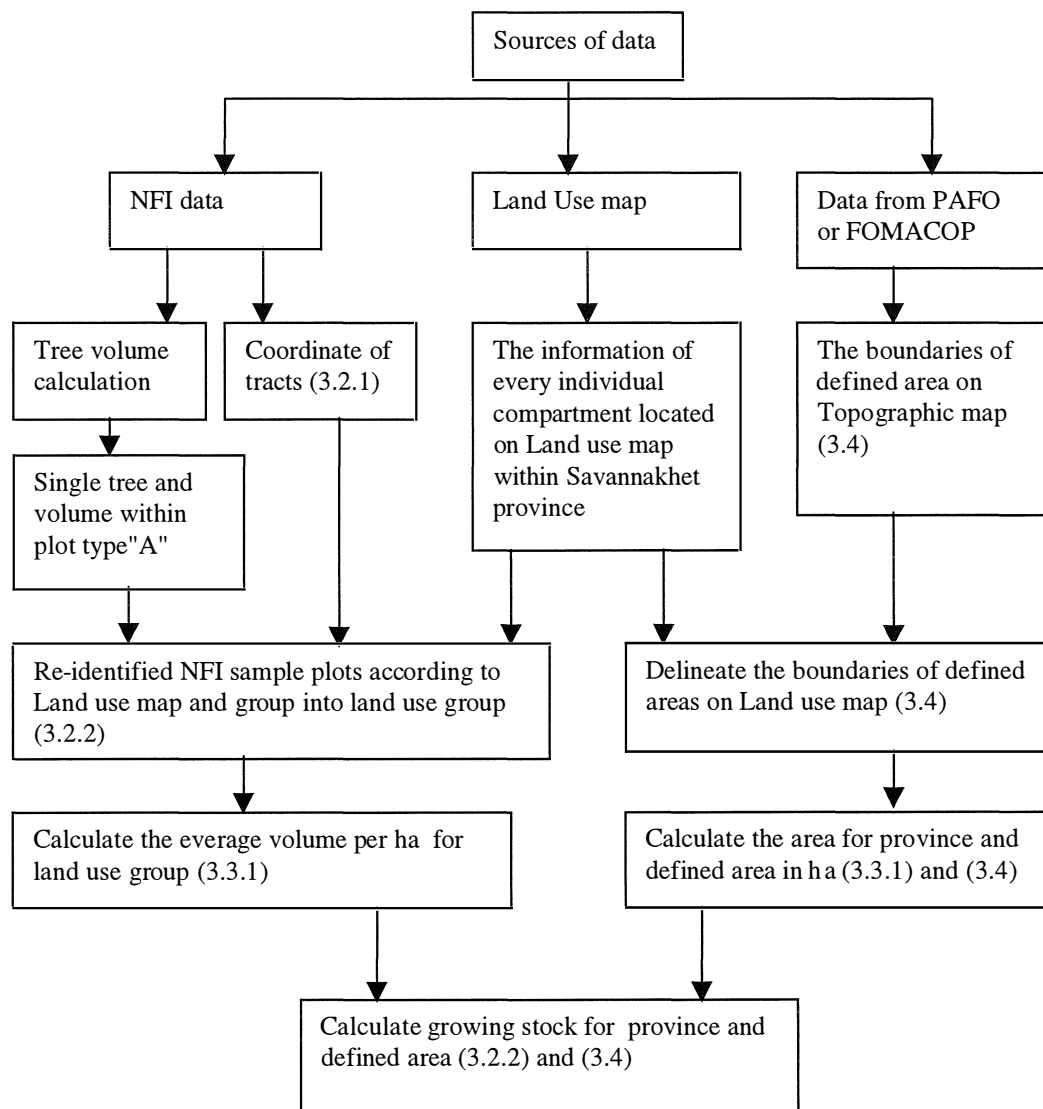 Sources of data
NFI data
Land Use map
Data from PAFO
or FOMACOP
Tree volume
calculation
Coordinate of
tracts (3.2.1)
The information of
every individual
compartment located
on Land use map
within Savannakhet
province
The boundaries of
defined area on
Topographic map
(3.4)
Single tree and
volume within
plot type"A"
Re-identified NFI sample plots according to
Land use map and group into land use group
(3.2.2)
Delineate the boundaries of defined
areas on Land use map (3.4)
Calculate the everage volume per ha for
land use group (3.3.1)
Calculate the area for province and
defined area in ha (3.3.1) and (3.4)
Calculate growing stock for province and
defined area (3.2.2) and (3.4)